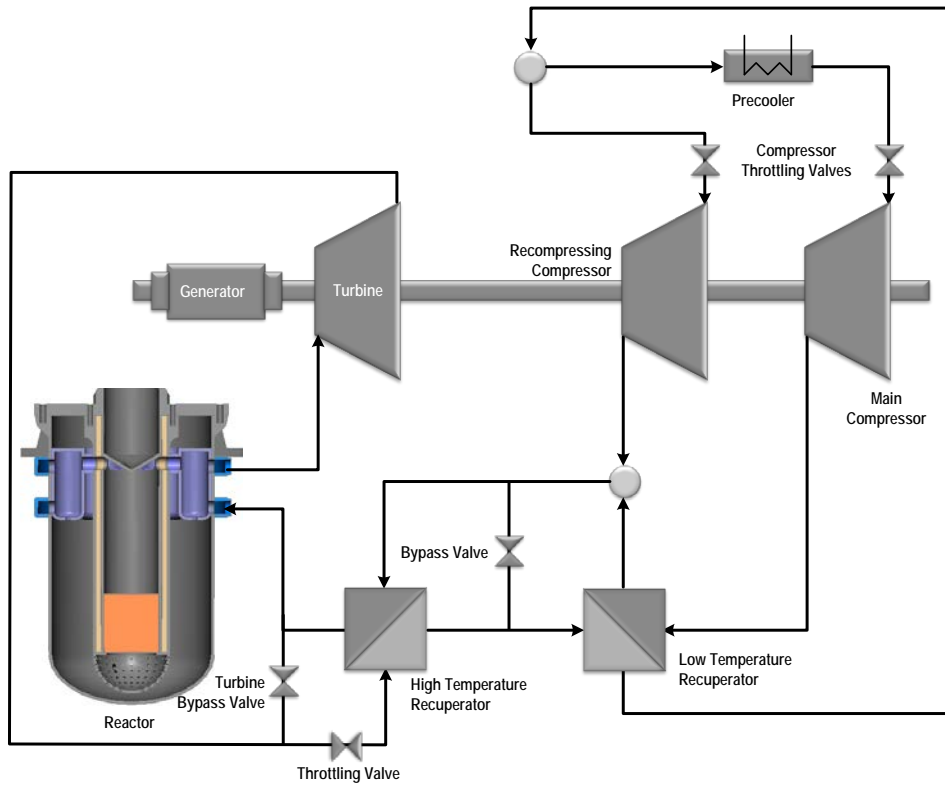 Precooler
Compressor
Throttling Valves
Recompressing
Compressor
Generator
Turbine
Main
Compressor
Bypass Valve
Turbine
Bypass Valve
High Temperature
Recuperator
Low Temperature
Recuperator
Reactor
Throttling Valve